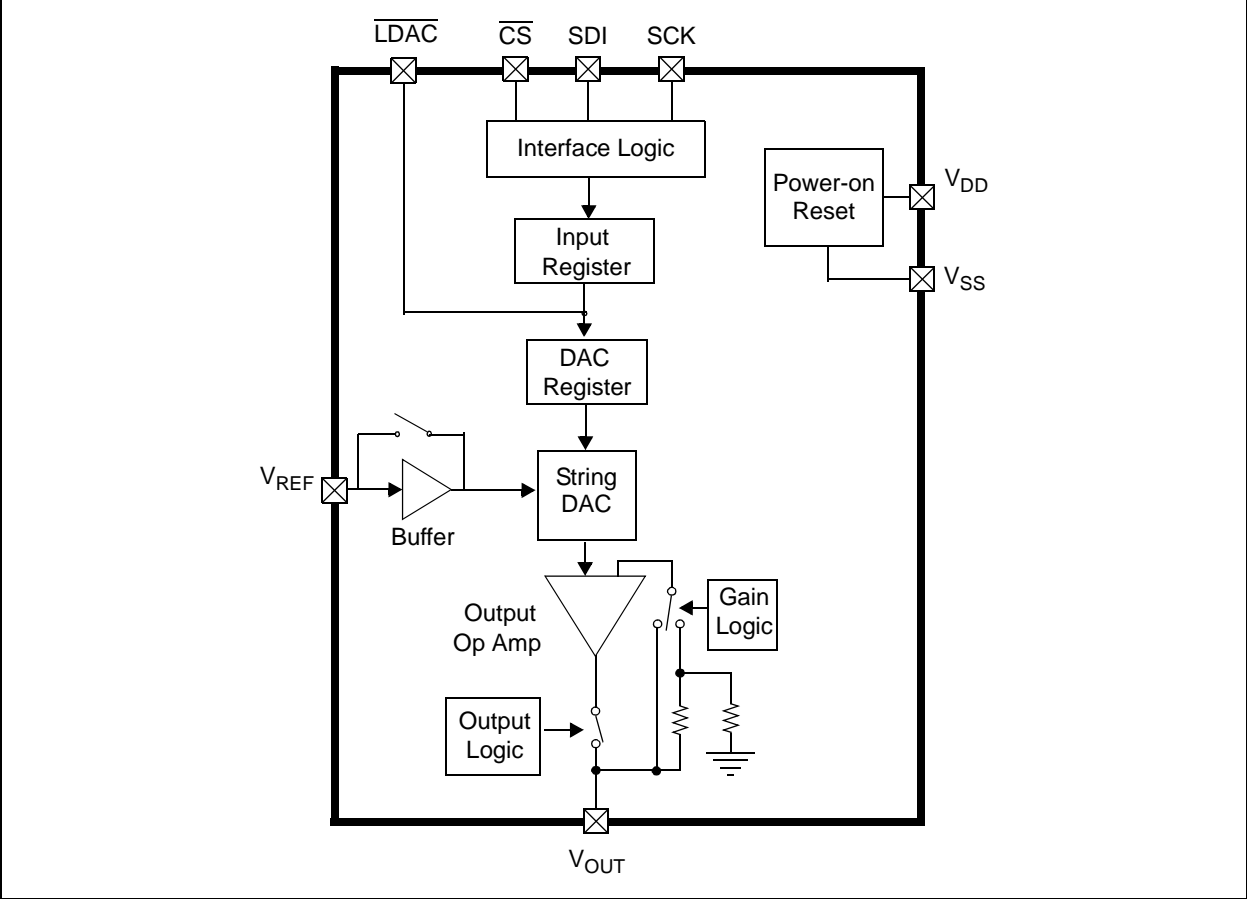 LDAC CS SDI SCK
Interface Logic
Power-on
Reset
VDD
VSS
Input
Register
DAC
Register
VREF
Buffer
String
DAC
Output
Op Amp
Gain
Logic
Output
Logic
VOUT